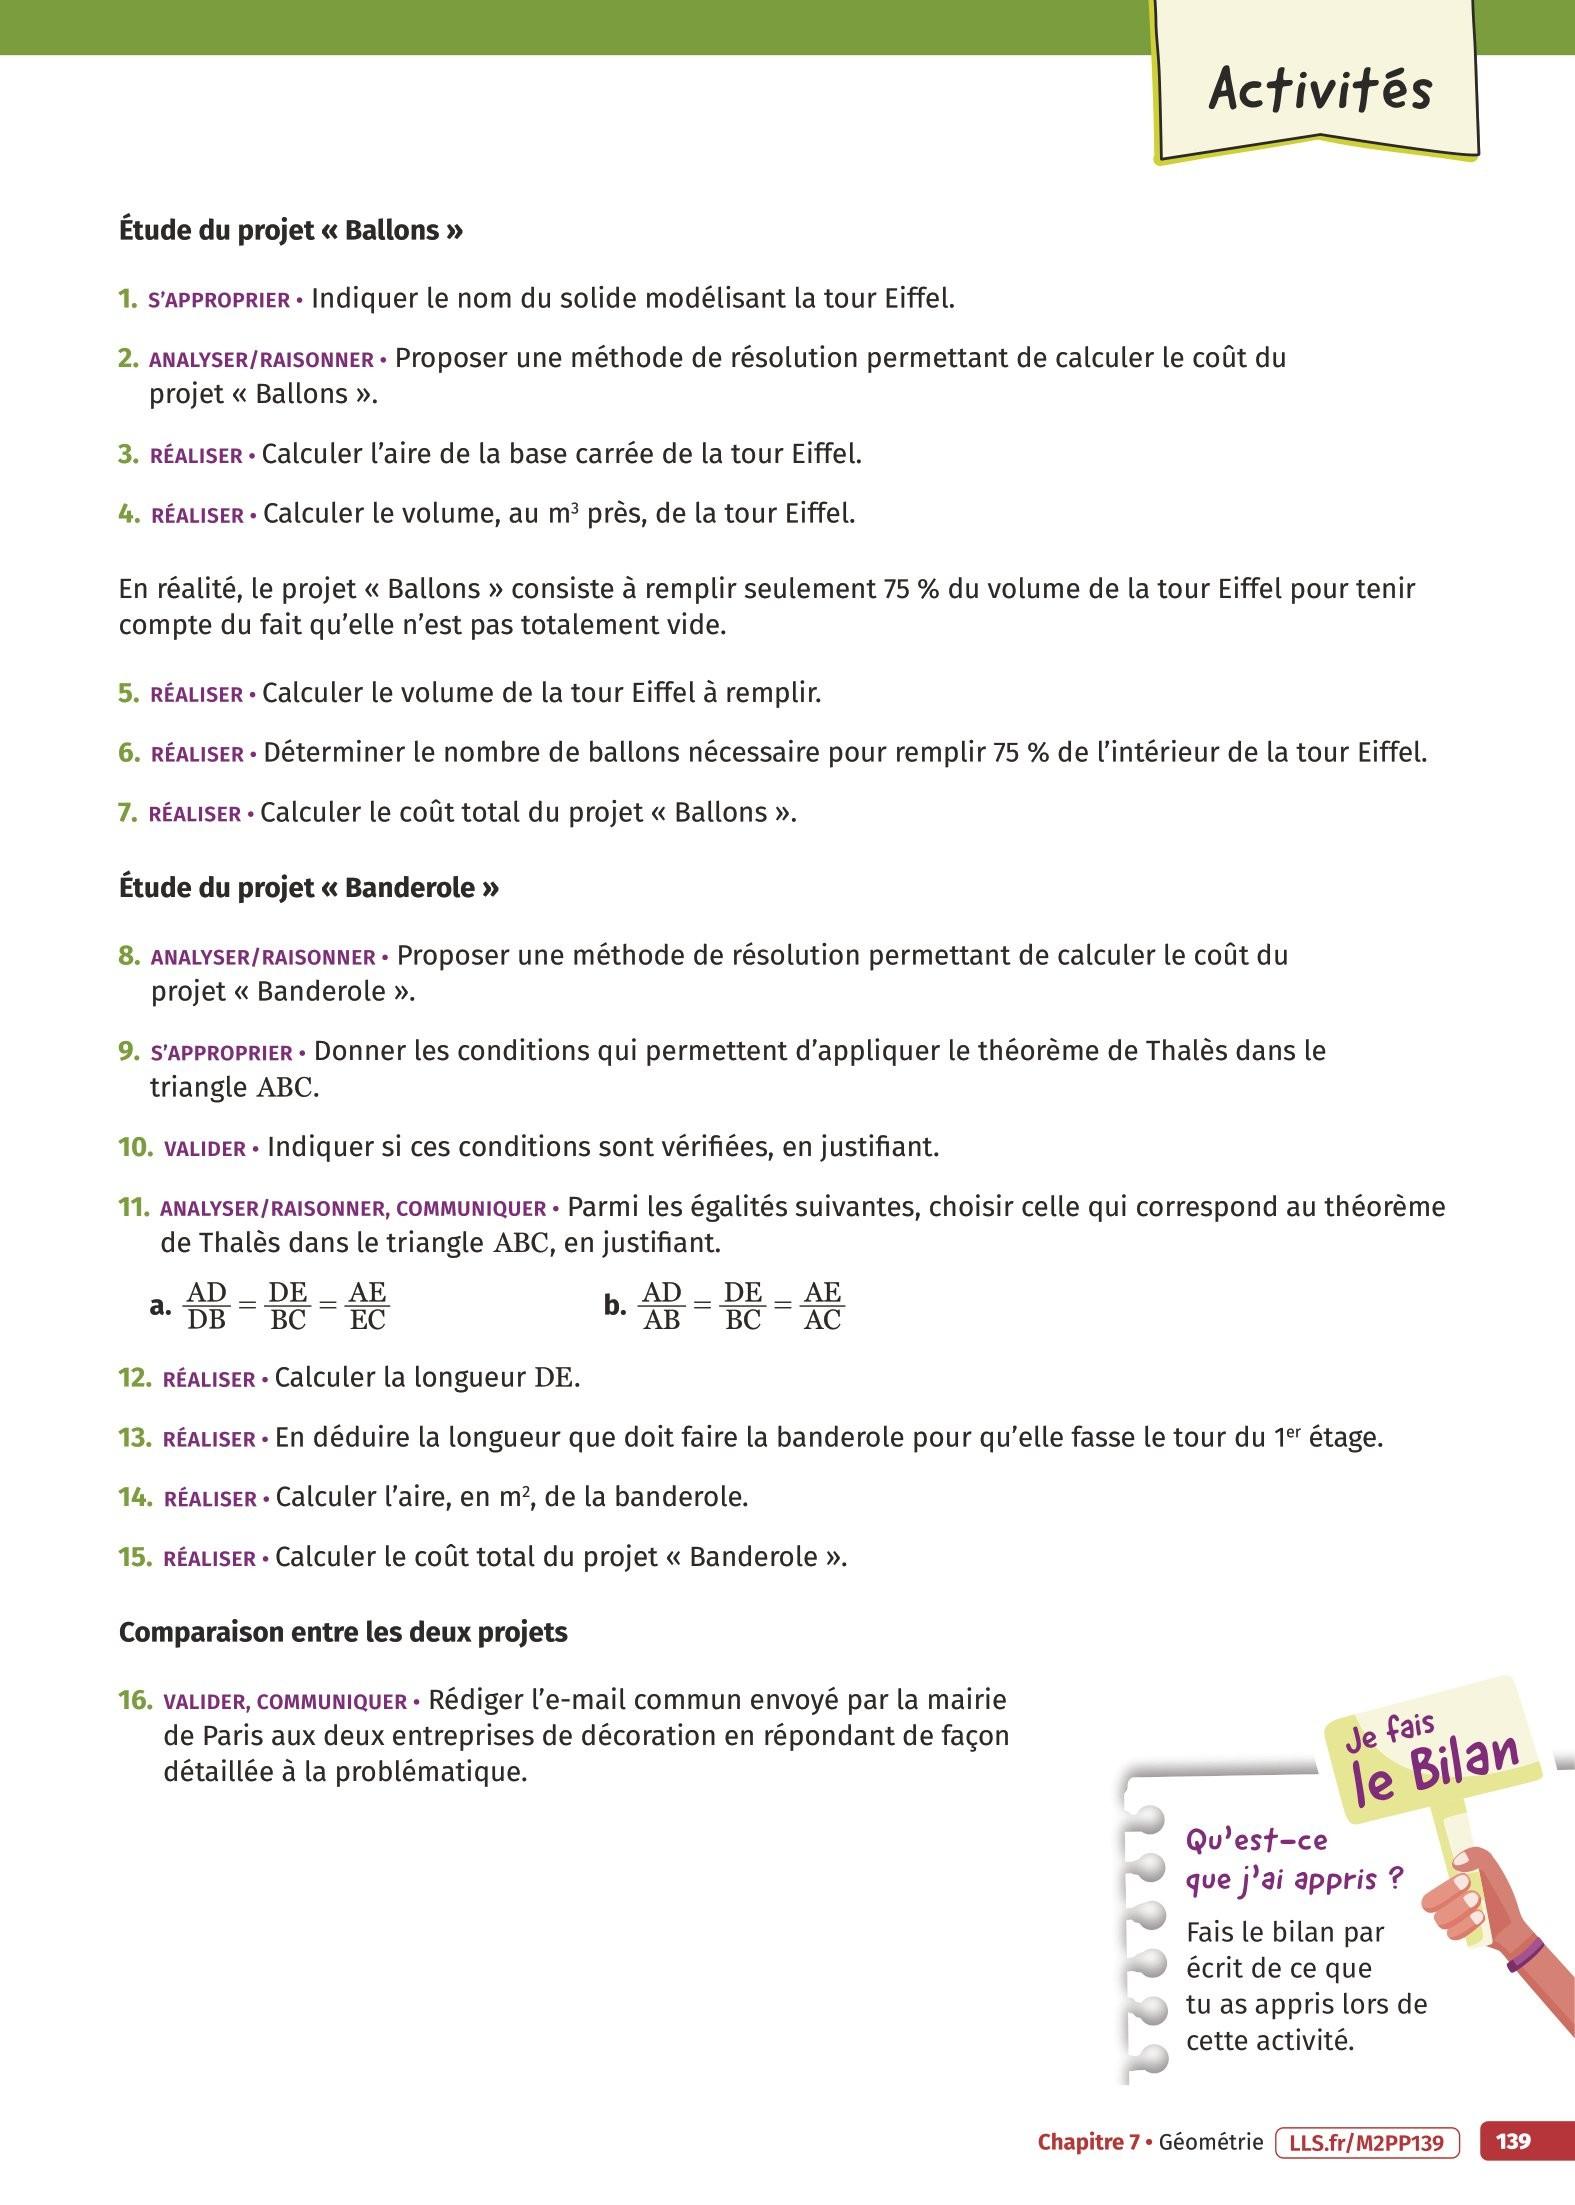 Activités
Étude du projet « Ballons »
1. S'APPROPRIER • Indiquer le nom du solide modélisant la tour Eiffel.
2. ANALYSER/RAISONNER • Proposer une méthode de résolution permettant de calculer le coût du
projet « Ballons ».
3. RÉALISER • Calculer l'aire de la base carrée de la tour Eiffel.
4. RÉALISER • Calculer le volume, au m³ près, de la tour Eiffel.
En réalité, le projet « Ballons » consiste à remplir seulement 75 % du volume de la tour Eiffel pour tenir
compte du fait qu'elle n'est pas totalement vide.
5. RÉALISER • Calculer le volume de la tour Eiffel à remplir.
6. RÉALISER • Déterminer le nombre de ballons nécessaire pour remplir 75 % de l'intérieur de la tour Eiffel.
7. RÉALISER • Calculer le coût total du projet « Ballons ».
Étude du projet « Banderole »
8. ANALYSER/RAISONNER • Proposer une méthode de résolution permettant de calculer le coût du
projet « Banderole ».
9. S'APPROPRIER • Donner les conditions qui permettent d'appliquer le théorème de Thalès dans le
triangle ABC.
10. VALIDER • Indiquer si ces conditions sont vérifiées, en justifiant.
11. ANALYSER/RAISONNER, COMMUNIQUER • Parmi les égalités suivantes, choisir celle qui correspond au théorème
de Thalès dans le triangle ABC, en justifiant.
a. AD/DB = DE/BC = AE/EC b. AD/AB = DE/BC = AE/AC
12. RÉALISER • Calculer la longueur DE.
13. RÉALISER • En déduire la longueur que doit faire la banderole pour qu'elle fasse le tour du 1er étage.
14. RÉALISER • Calculer l'aire, en m², de la banderole.
15. RÉALISER • Calculer le coût total du projet « Banderole ».
Comparaison entre les deux projets
16. VALIDER, COMMUNIQUER • Rédiger l'e-mail commun envoyé par la mairie
de Paris aux deux entreprises de décoration en répondant de façon
détaillée à la problématique.
Je fais
le Bilan
Qu'est-ce
que j'ai appris ?
Fais le bilan par
écrit de ce que
tu as appris lors de
cette activité.
Chapitre 7 • Géométrie LLS.fr/M2PP139 139